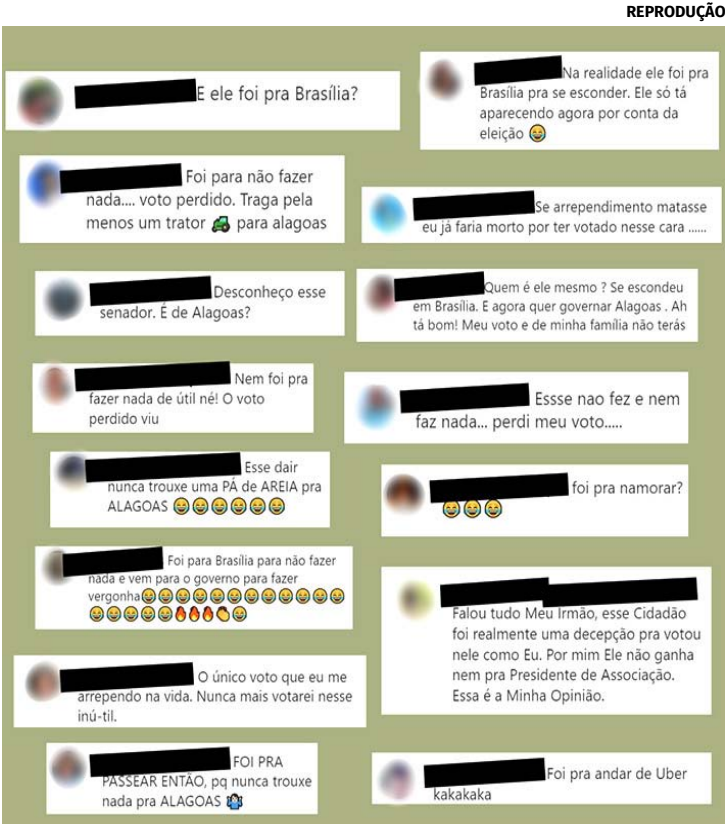 REPRODUÇÃO
E ele foi pra Brasília?
Na realidade ele foi pra
Brasília pra se esconder. Ele só tá
aparecendo agora por conta da
eleição 😂
Foi para não fazer
nada.... voto perdido. Traga pela
menos um trator 🚜 para alagoas
Se arrependimento matasse
eu já faria morto por ter votado nesse cara ......
Desconheço esse
senador. É de Alagoas?
Quem é ele mesmo ? Se escondeu
em Brasília. E agora quer governar Alagoas . Ah
tá bom! Meu voto e de minha família não terás
Nem foi pra
fazer nada de útil né! O voto
perdido viu
Essse nao fez e nem
faz nada... perdi meu voto.....
Esse dair
nunca trouxe uma PÁ de AREIA pra
ALAGOAS 😂😂😂😂😂😂
foi pra namorar?
😂😂😂
Foi para Brasília para não fazer
nada e vem para o governo para fazer
vergonha😂😂😂😂😂😂😂😂😂😂😂😂
😂😂😂😂😂🔥🔥🔥👏😂
Falou tudo Meu Irmão, esse Cidadão
foi realmente uma decepção pra votou
nele como Eu. Por mim Ele não ganha
nem pra Presidente de Associação.
Essa é a Minha Opinião.
O único voto que eu me
arrependo na vida. Nunca mais votarei nesse
inú-til.
FOI PRA
PASSEAR ENTÃO, pq nunca trouxe
nada pra ALAGOAS 🤷
Foi pra andar de Uber
kakakaka